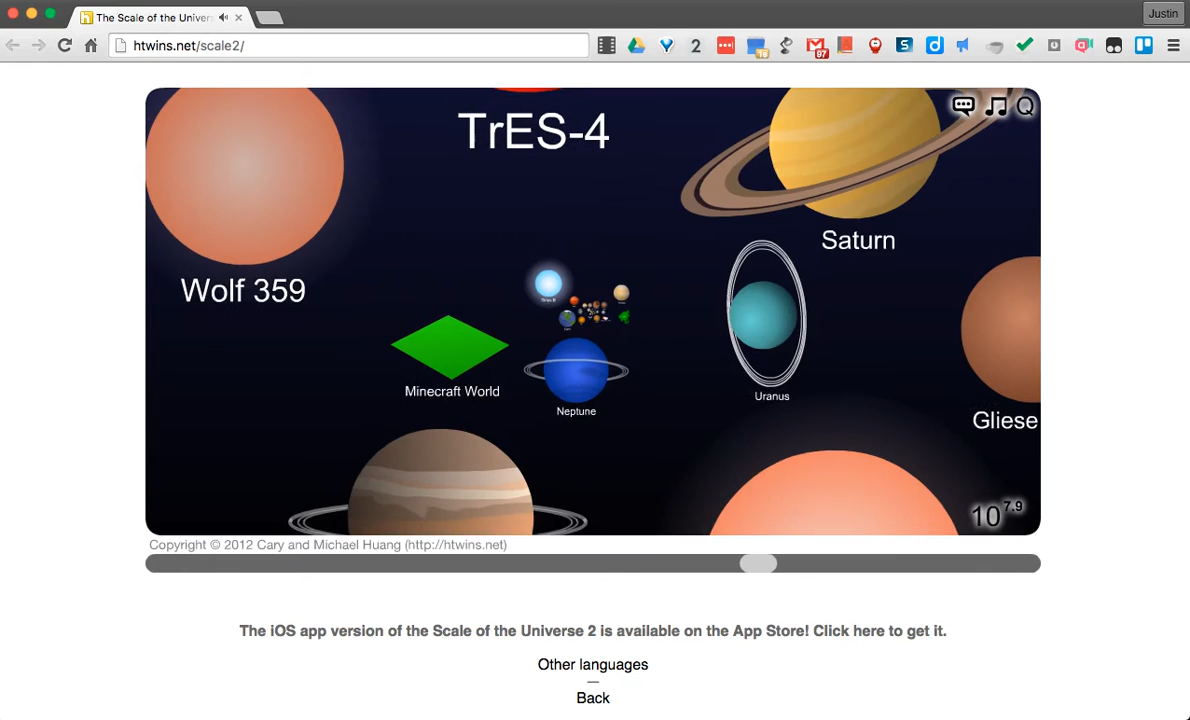 The Scale of the Univer
Justin
htwins.net/scale2/
2
18
97
TrES-4
Q
Saturn
Wolf 359
Minecraft World
Neptune
Uranus
Gliese
10 7.9
Copyright © 2012 Cary and Michael Huang (http://htwins.net)
The iOS app version of the Scale of the Universe 2 is available on the App Store! Click here to get it.
Other languages
—
Back